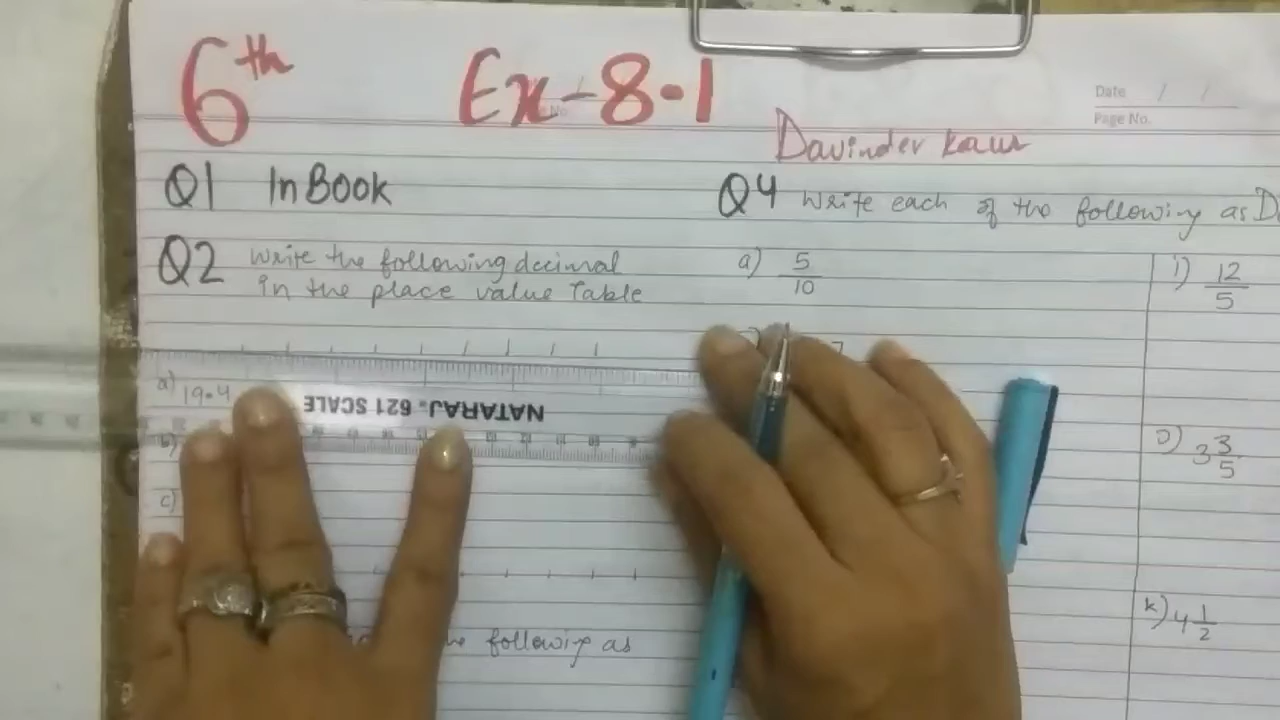 6th Ex-8.1
Date / /
Page No.
Davinder Kaur
Q1 In Book
Q2 Write the following decimal
in the place value Table
a) 19.4
NATARAJ. 621 SCALE
c)
the following as
Q4 Write each of the following as D
a) 5/10
i) 12/5
3 3/5
k) 4 1/2